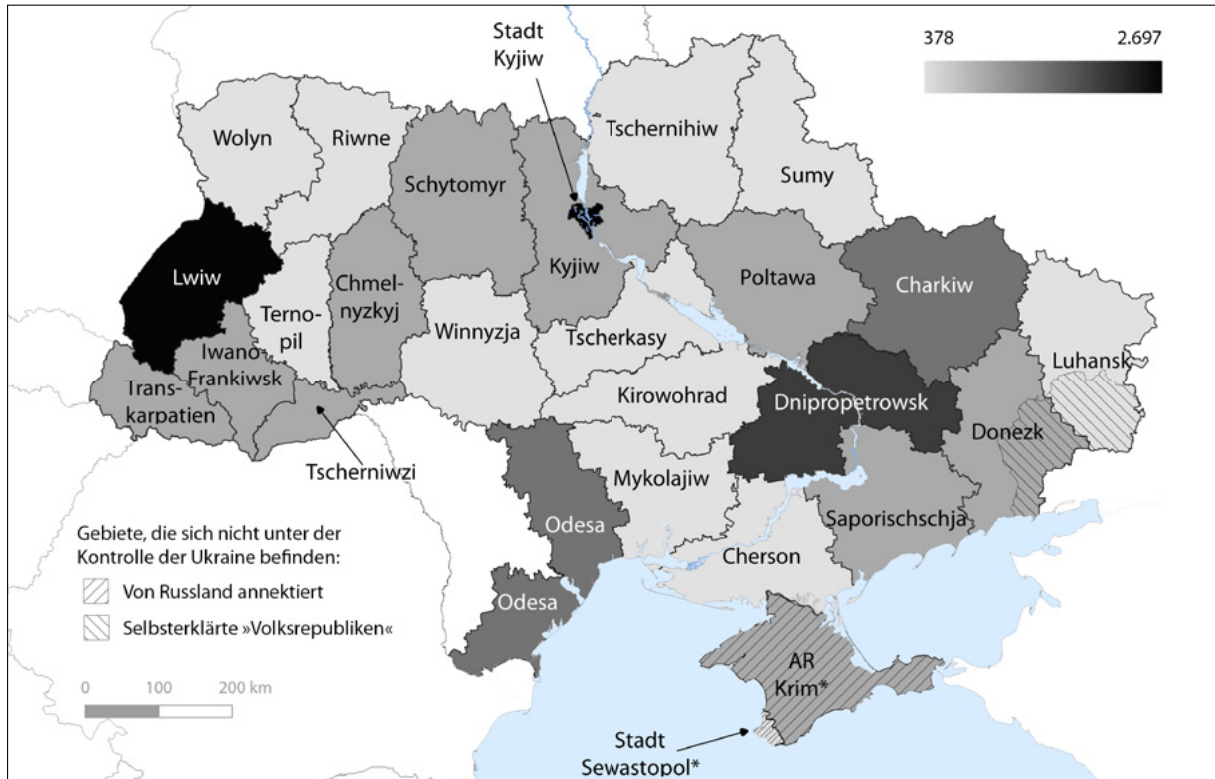 Stadt
Kyjiw
378
2.697
Wolyn
Riwne
Tschernihiw
Sumy
Schytomyr
Kyjiw
Lwiw
Chmel-
nyzkyj
Poltawa
Charkiw
Terno-
pil
Winnyzja
Tscherkasy
Luhansk
Iwano-
Frankiwsk
Trans-
karpatien
Kirowohrad
Dnipropetrowsk
Donezk
Tscherniwzi
Mykolajiw
Saporischschja
Odesa
Cherson
Odesa
Gebiete, die sich nicht unter der
Kontrolle der Ukraine befinden:
Von Russland annektiert
Selbsterklärte »Volksrepubliken«
0 100 200 km
AR
Krim*
Stadt
Sewastopol*